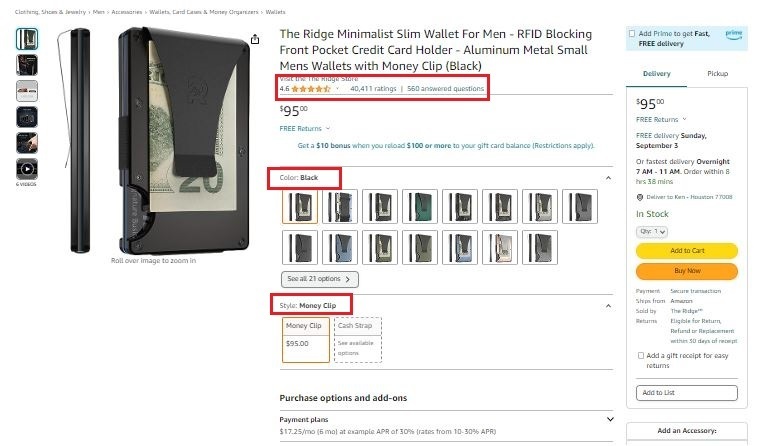 Clothing, Shoes & Jewelry › Men › Accessories › Wallets, Card Cases & Money Organizers › Wallets
20
6 VIDEOS
Roll over image to zoom in
The Ridge Minimalist Slim Wallet For Men - RFID Blocking
Front Pocket Credit Card Holder - Aluminum Metal Small
Mens Wallets with Money Clip (Black)
Visit the The Ridge Store
4.6 40,411 ratings | 560 answered questions
$9500
FREE Returns
Get a $10 bonus when you reload $100 or more to your gift card balance (Restrictions apply).
Color: Black
See all 21 options
Style: Money Clip
Money Clip
$95.00
Cash Strap
See available
options
Purchase options and add-ons
Payment plans
$17.25/mo (6 mo) at example APR of 30% (rates from 10-30% APR)
Add Prime to get Fast,
FREE delivery
prime
Delivery
Pickup
$9500
FREE Returns
FREE delivery Sunday,
September 3
Or fastest delivery Overnight
7 AM - 11 AM. Order within 8
hrs 38 mins
Deliver to Ken - Houston 77008
In Stock
Qty: 1
Add to Cart
Buy Now
Payment Secure transaction
Ships from Amazon
Sold by The Ridge™
Returns Eligible for Return,
Refund or Replacement
within 30 days of receipt
Add a gift receipt for easy
returns
Add to List
Add an Accessory: